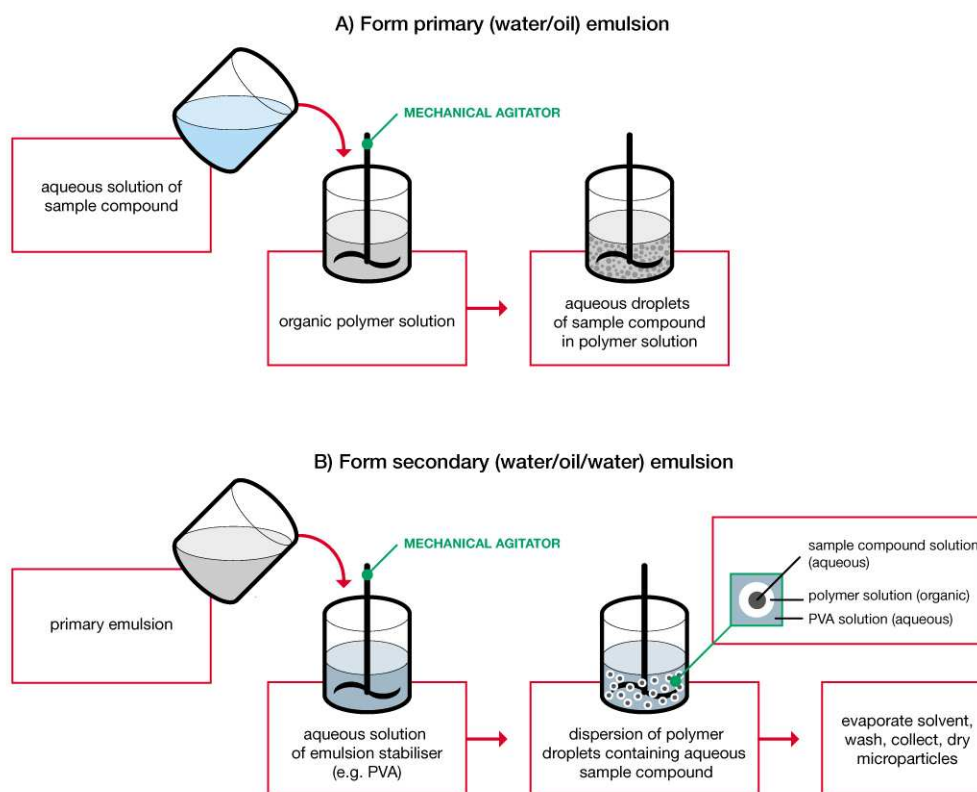 A) Form primary (water/oil) emulsion
MECHANICAL AGITATOR
aqueous solution of
sample compound
organic polymer solution
aqueous droplets
of sample compound
in polymer solution
B) Form secondary (water/oil/water) emulsion
MECHANICAL AGITATOR
sample compound solution
(aqueous)
polymer solution (organic)
PVA solution (aqueous)
primary emulsion
aqueous solution
of emulsion stabiliser
(e.g. PVA)
dispersion of polymer
droplets containing aqueous
sample compound
evaporate solvent,
wash, collect, dry
microparticles